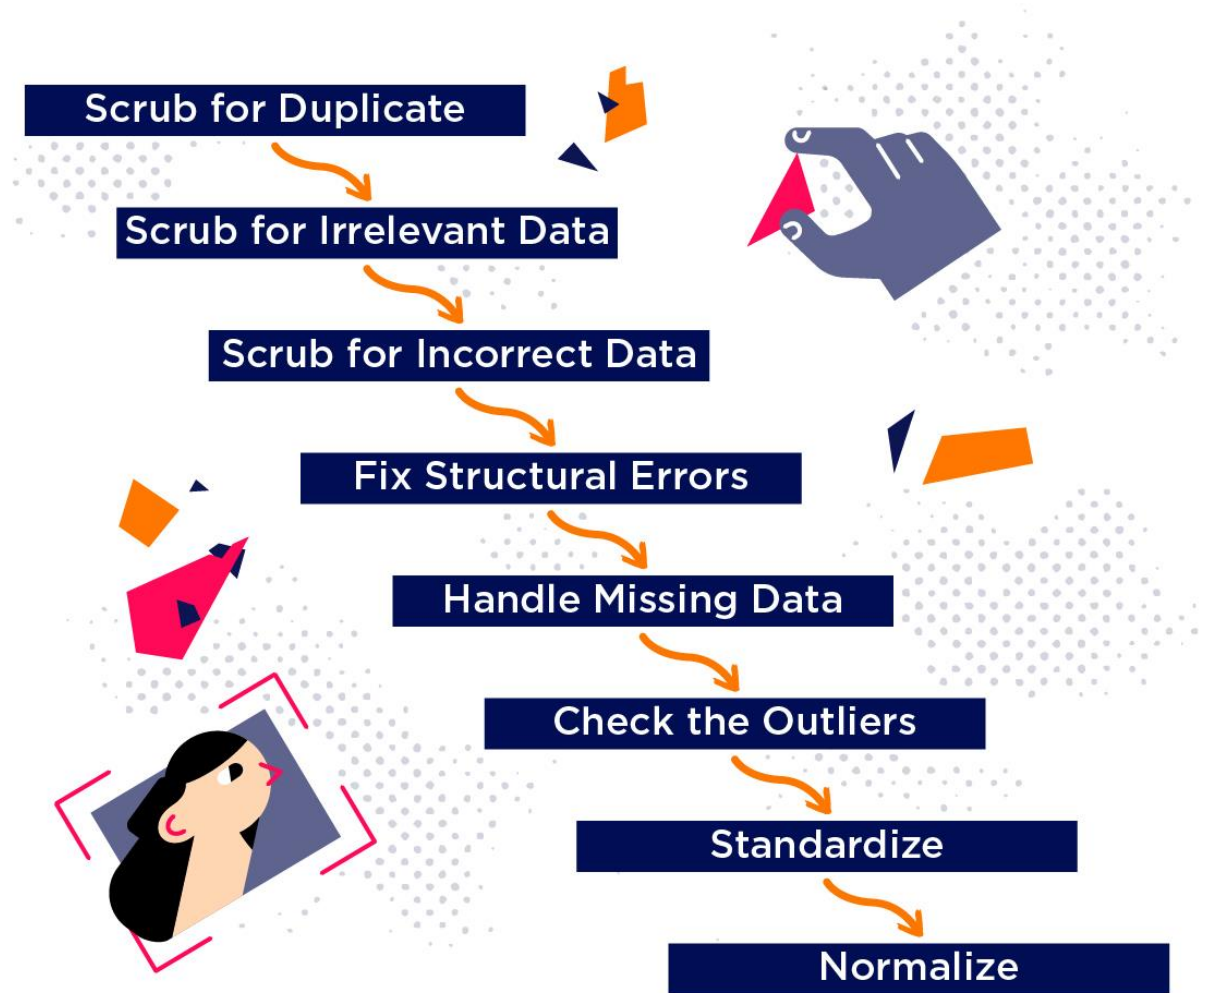 Scrub for Duplicate
Scrub for Irrelevant Data
Scrub for Incorrect Data
Fix Structural Errors
Handle Missing Data
Check the Outliers
Standardize
Normalize